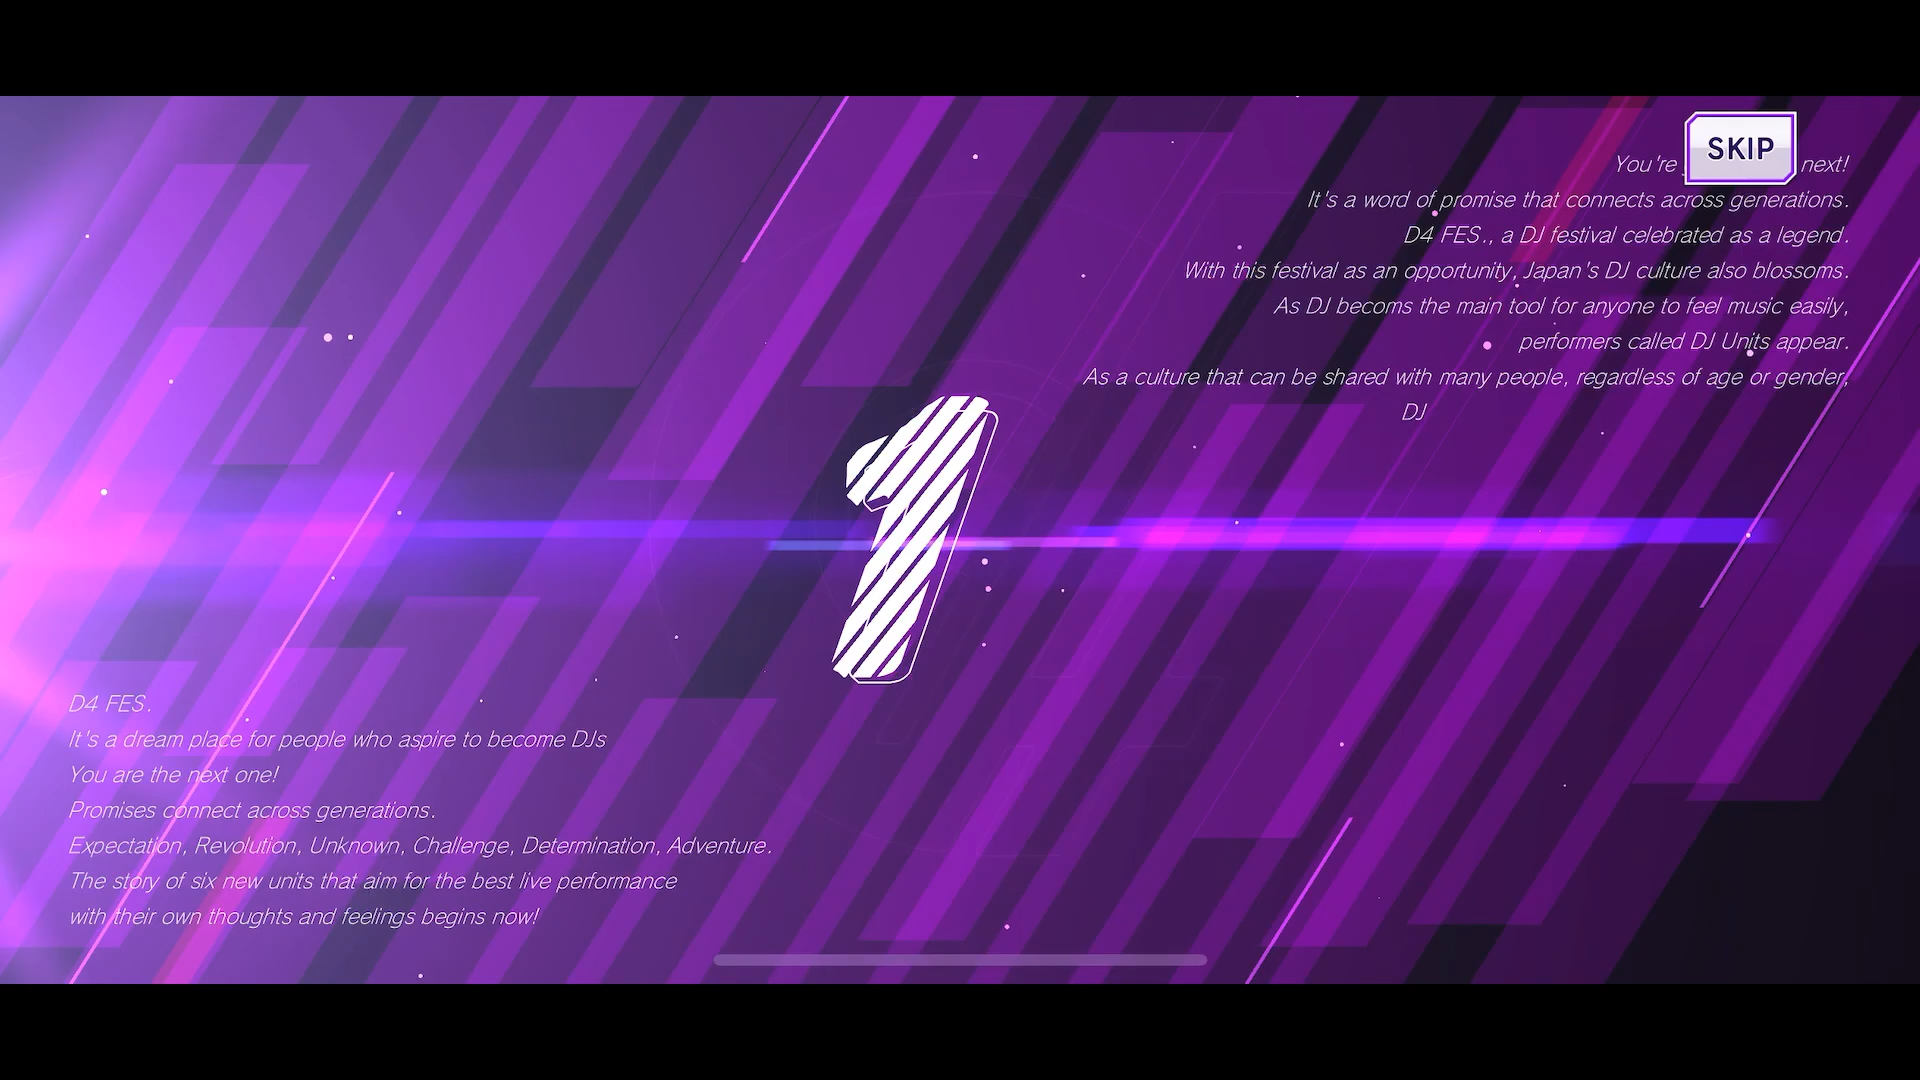 SKIP
You're next!
It's a word of promise that connects across generations.
D4 FES., a DJ festival celebrated as a legend.
With this festival as an opportunity, Japan's DJ culture also blossoms.
As DJ becoms the main tool for anyone to feel music easily,
performers called DJ Units appear.
As a culture that can be shared with many people, regardless of age or gender,
DJ
1
D4 FES.
It's a dream place for people who aspire to become DJs
You are the next one!
Promises connect across generations.
Expectation, Revolution, Unknown, Challenge, Determination, Adventure.
The story of six new units that aim for the best live performance
with their own thoughts and feelings begins now!